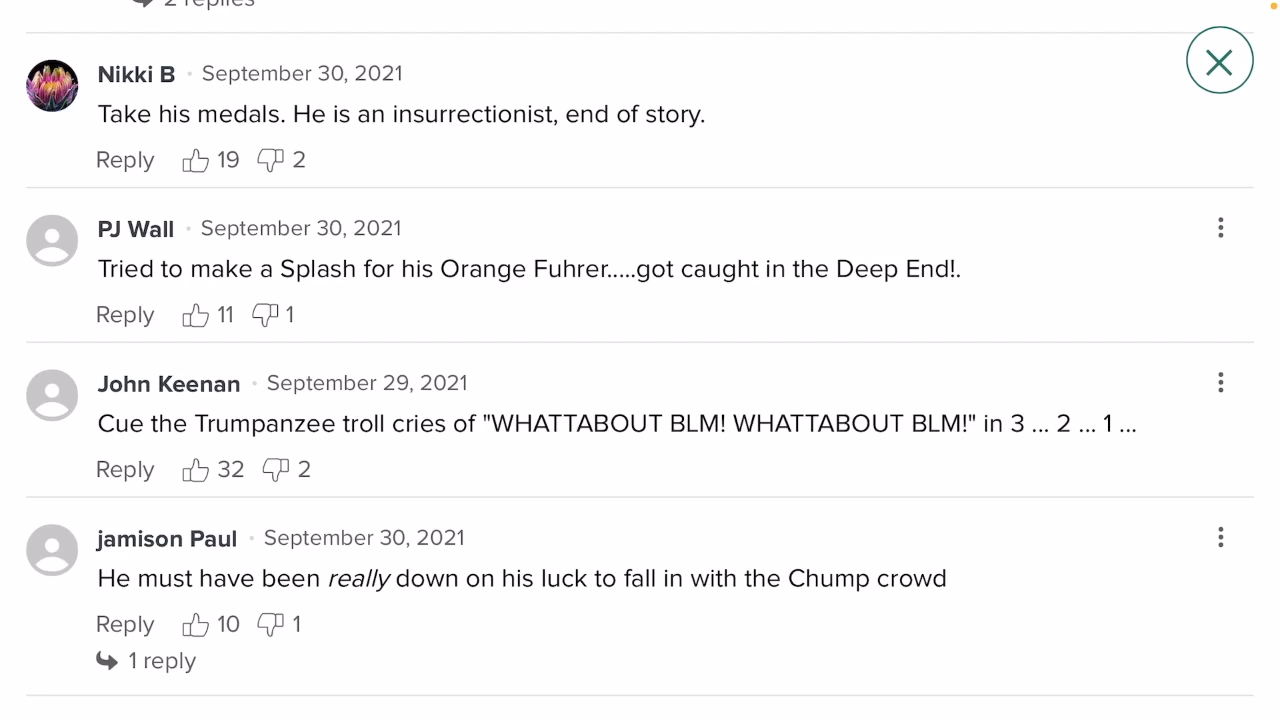 2 replies
Nikki B • September 30, 2021
Take his medals. He is an insurrectionist, end of story.
Reply 19 2
PJ Wall • September 30, 2021
Tried to make a Splash for his Orange Fuhrer.....got caught in the Deep End!.
Reply 11 1
John Keenan • September 29, 2021
Cue the Trumpanzee troll cries of "WHATTABOUT BLM! WHATTABOUT BLM!" in 3 ... 2 ... 1 ...
Reply 32 2
jamison Paul • September 30, 2021
He must have been really down on his luck to fall in with the Chump crowd
Reply 10 1
1 reply